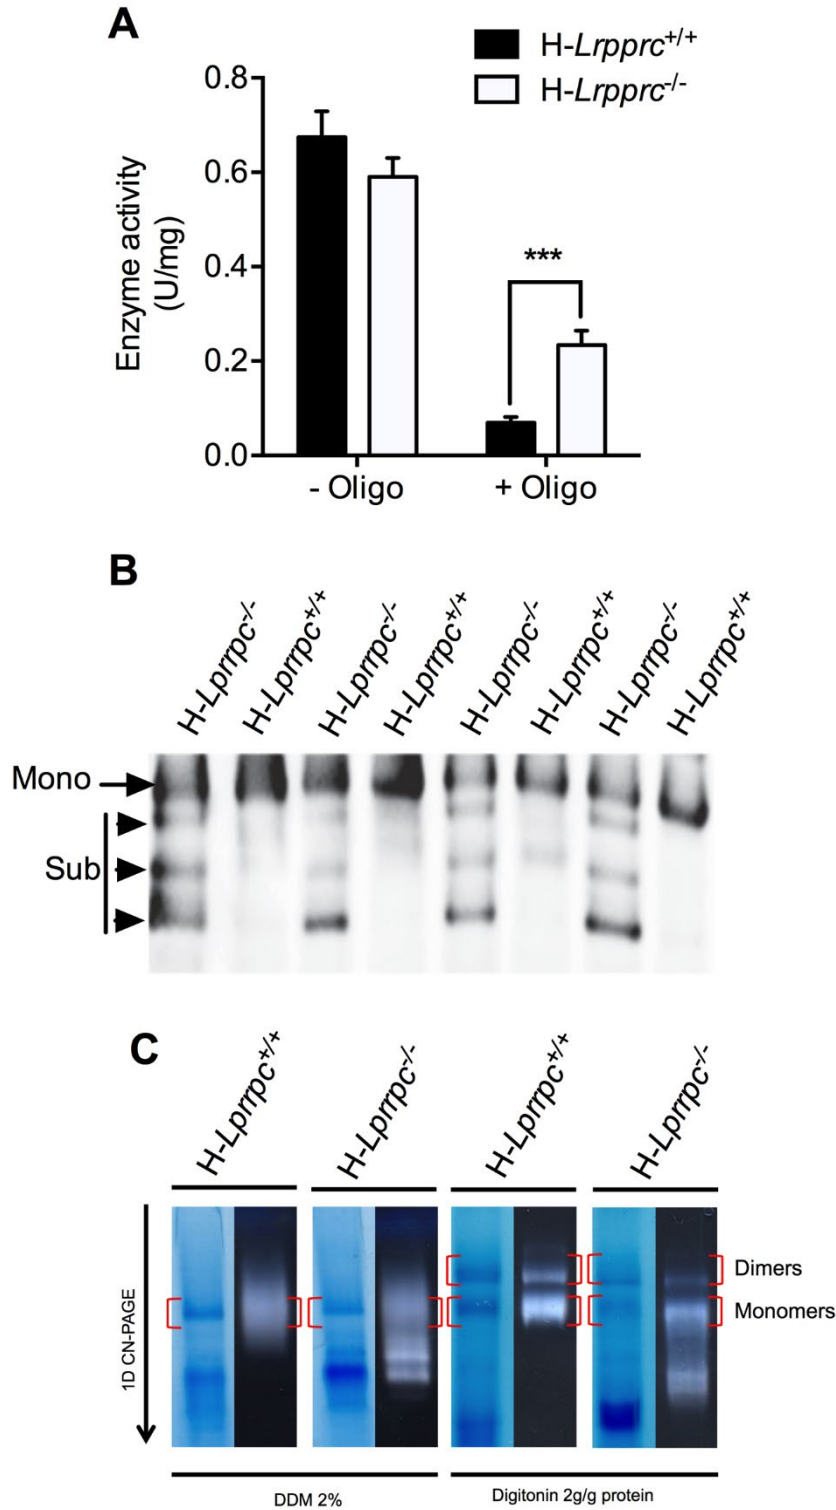 A
H-Lrpprc+/+
H-Lrpprc-/-
0.8
0.6
0.4
0.2
0.0
Enzyme activity
(U/mg)
***
- Oligo
+ Oligo
B
H-Lprrpc-/-
H-Lprrpc+/+
H-Lprrpc-/-
H-Lprrpc+/+
H-Lprrpc-/-
H-Lprrpc+/+
H-Lprrpc-/-
H-Lprrpc+/+
Mono
Sub
C
H-Lprrpc+/+
H-Lprrpc-/-
H-Lprrpc+/+
H-Lprrpc-/-
1D CN-PAGE
Dimers
Monomers
DDM 2%
Digitonin 2g/g protein